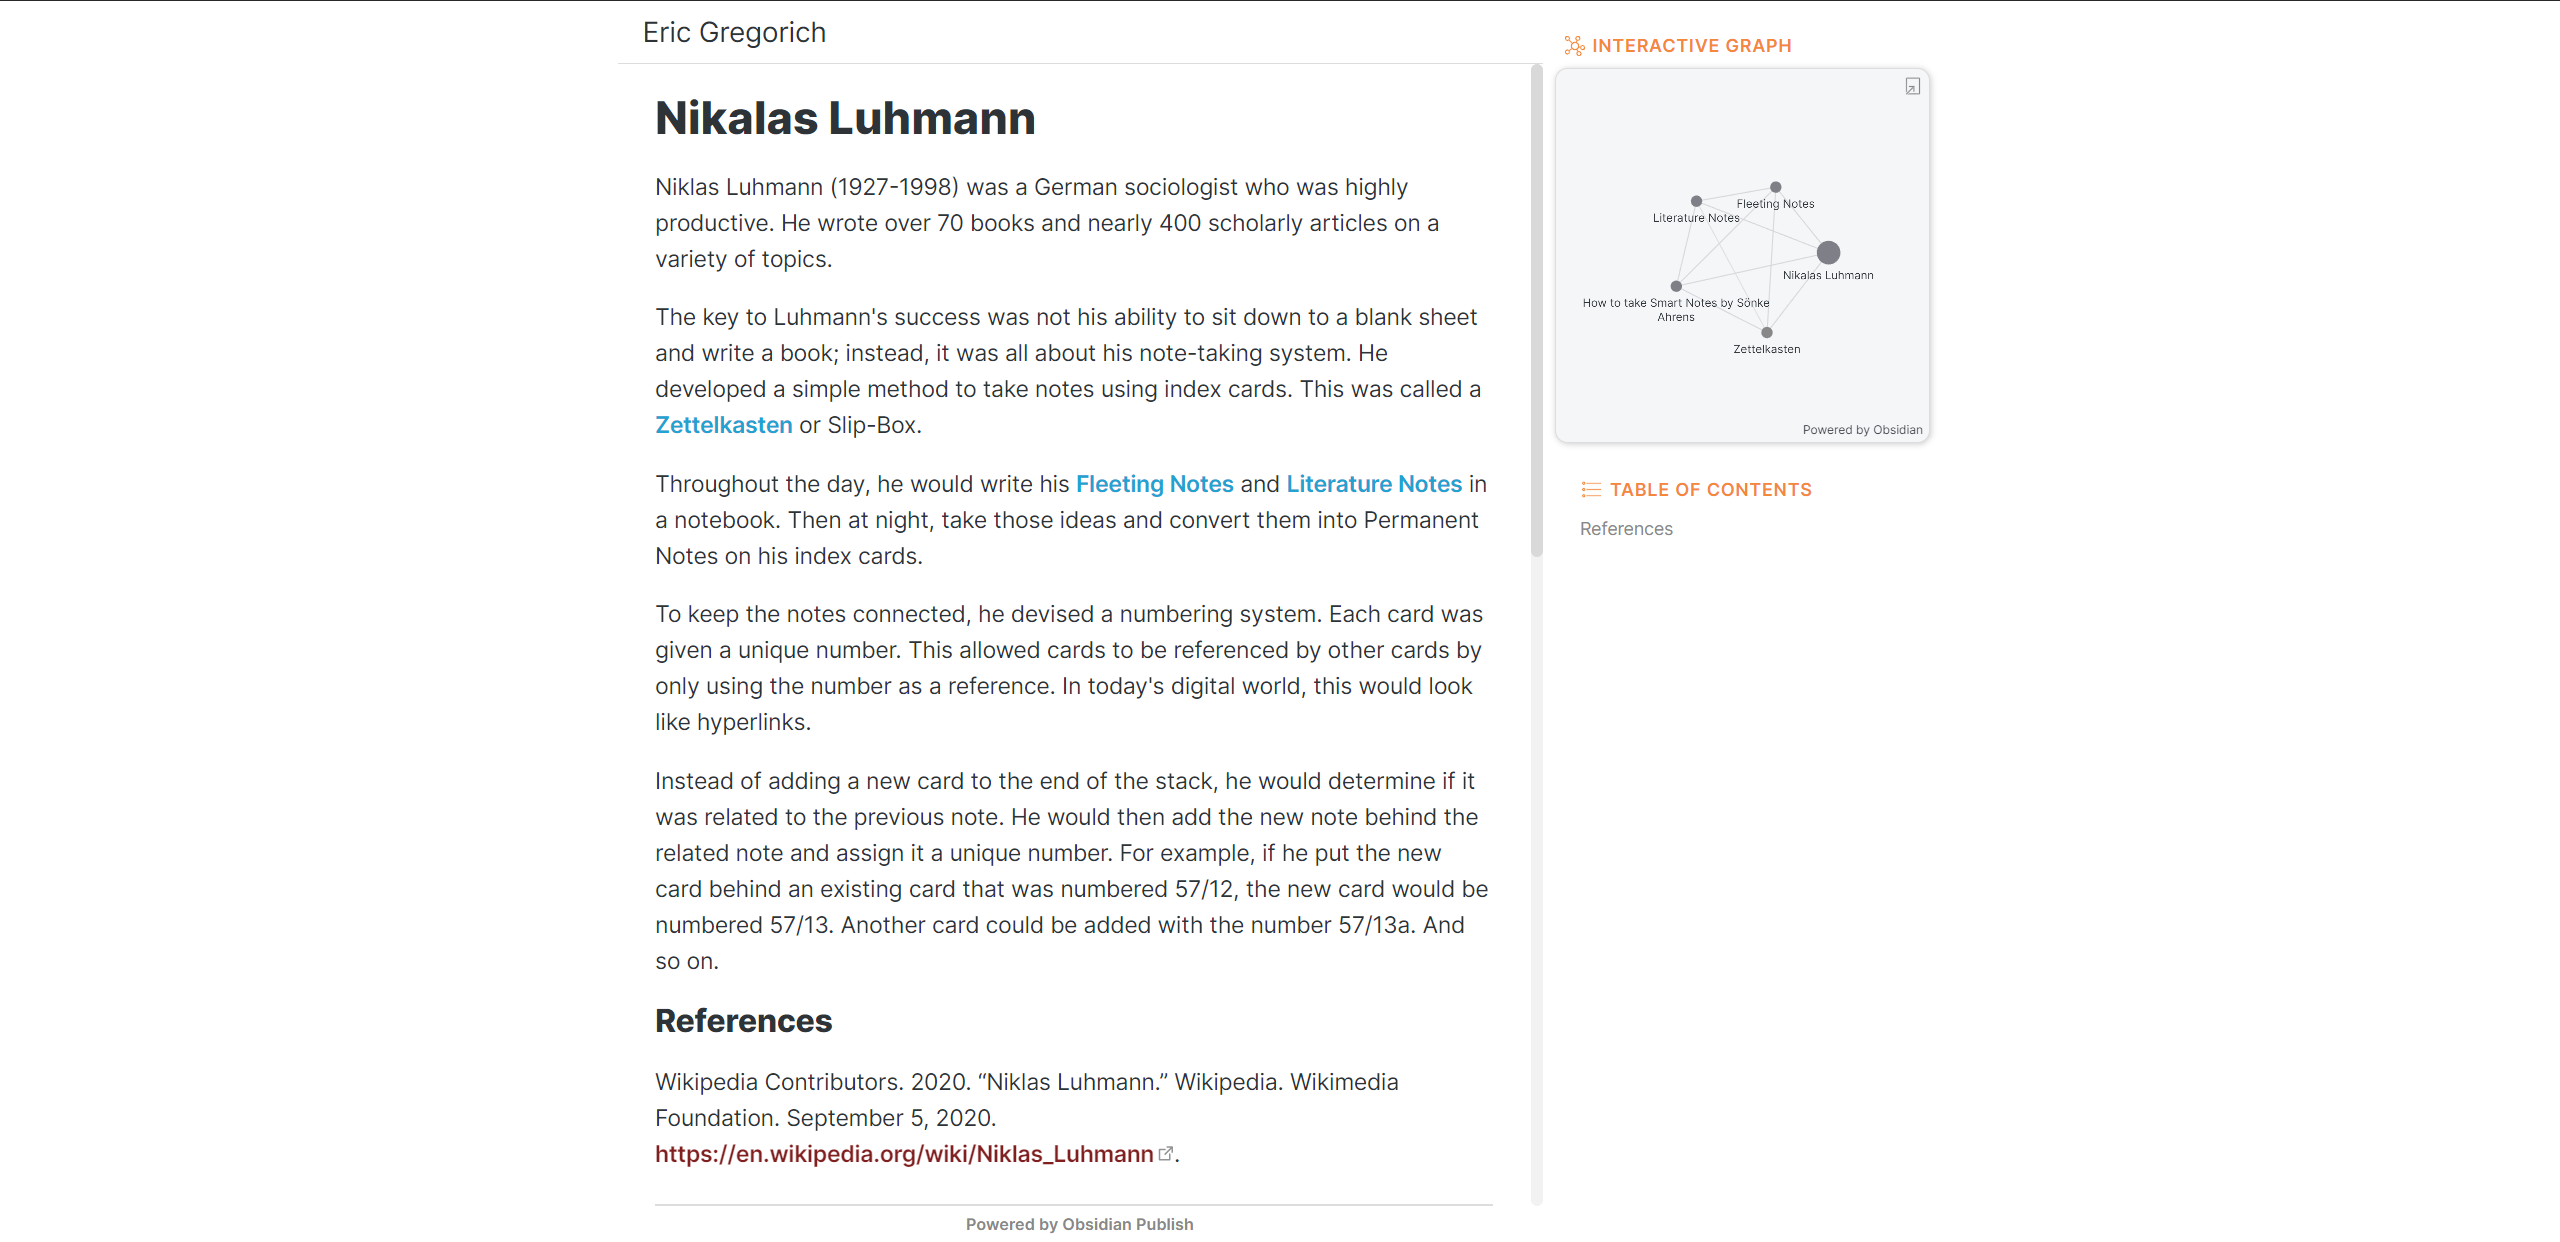 Eric Gregorich
Nikalas Luhmann
Niklas Luhmann (1927-1998) was a German sociologist who was highly
productive. He wrote over 70 books and nearly 400 scholarly articles on a
variety of topics.
The key to Luhmann's success was not his ability to sit down to a blank sheet
and write a book; instead, it was all about his note-taking system. He
developed a simple method to take notes using index cards. This was called a
Zettelkasten or Slip-Box.
Throughout the day, he would write his Fleeting Notes and Literature Notes in
a notebook. Then at night, take those ideas and convert them into Permanent
Notes on his index cards.
To keep the notes connected, he devised a numbering system. Each card was
given a unique number. This allowed cards to be referenced by other cards by
only using the number as a reference. In today's digital world, this would look
like hyperlinks.
Instead of adding a new card to the end of the stack, he would determine if it
was related to the previous note. He would then add the new note behind the
related note and assign it a unique number. For example, if he put the new
card behind an existing card that was numbered 57/12, the new card would be
numbered 57/13. Another card could be added with the number 57/13a. And
so on.
References
Wikipedia Contributors. 2020. “Niklas Luhmann.” Wikipedia. Wikimedia
Foundation. September 5, 2020.
https://en.wikipedia.org/wiki/Niklas_Luhmann.
Powered by Obsidian Publish
INTERACTIVE GRAPH
Fleeting Notes
Literature Notes
Nikalas Luhmann
How to take Smart Notes by Sönke
Ahrens
Zettelkasten
Powered by Obsidian
TABLE OF CONTENTS
References